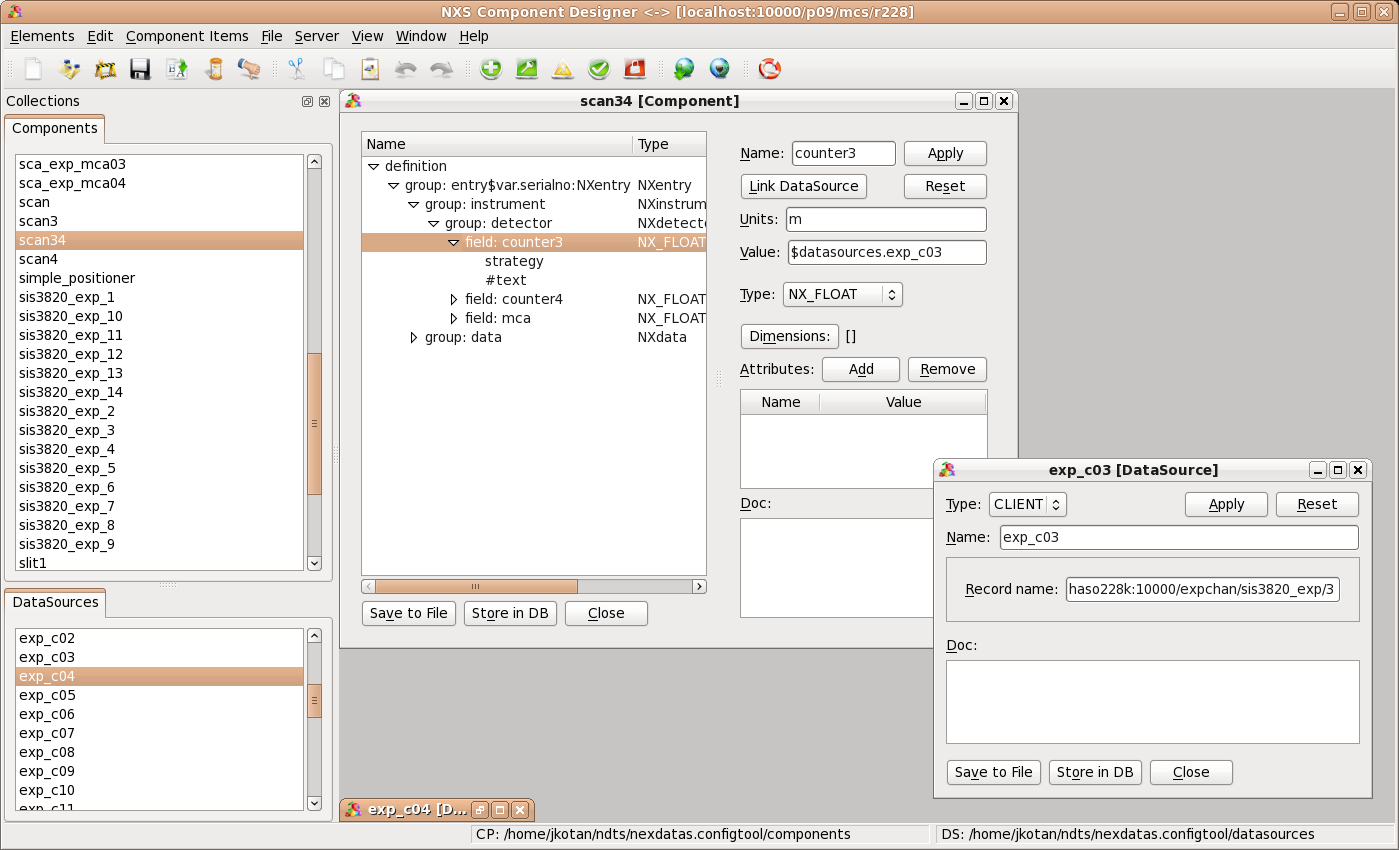 NXS Component Designer <-> [localhost:10000/p09/mcs/r228]
Elements Edit Component Items File Server View Window Help
Collections
Components
sca_exp_mca03
sca_exp_mca04
scan
scan3
scan34
scan4
simple_positioner
sis3820_exp_1
sis3820_exp_10
sis3820_exp_11
sis3820_exp_12
sis3820_exp_13
sis3820_exp_14
sis3820_exp_2
sis3820_exp_3
sis3820_exp_4
sis3820_exp_5
sis3820_exp_6
sis3820_exp_7
sis3820_exp_8
sis3820_exp_9
slit1
DataSources
exp_c02
exp_c03
exp_c04
exp_c05
exp_c06
exp_c07
exp_c08
exp_c09
exp_c10
exp_c11
scan34 [Component]
Name Type
definition
group: entry$var.serialno:NXentry NXentry
group: instrument NXinstrum
group: detector NXdetecto
field: counter3 NX_FLOAT
strategy
#text
field: counter4 NX_FLOAT
field: mca NX_FLOAT
group: data NXdata
Save to File Store in DB Close
Name: counter3 Apply
Link DataSource Reset
Units: m
Value: $datasources.exp_c03
Type: NX_FLOAT
Dimensions: []
Attributes: Add Remove
Name Value
Doc:
exp_c03 [DataSource]
Type: CLIENT Apply Reset
Name: exp_c03
Record name: haso228k:10000/expchan/sis3820_exp/3
Doc:
Save to File Store in DB Close
exp_c04 [D...
CP: /home/jkotan/ndts/nexdatas.configtool/components DS: /home/jkotan/ndts/nexdatas.configtool/datasources